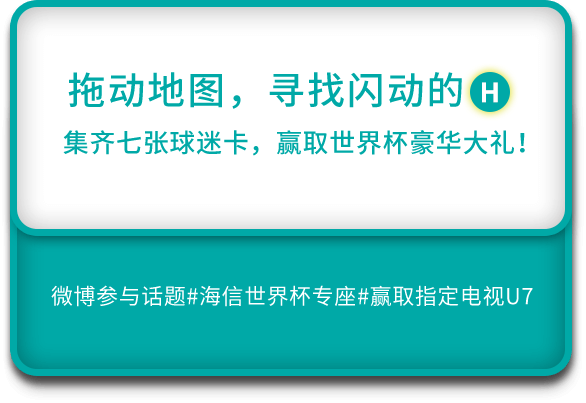 拖动地图，寻找闪动的H
集齐七张球迷卡，赢取世界杯豪华大礼！
微博参与话题#海信世界杯专座#赢取指定电视U7